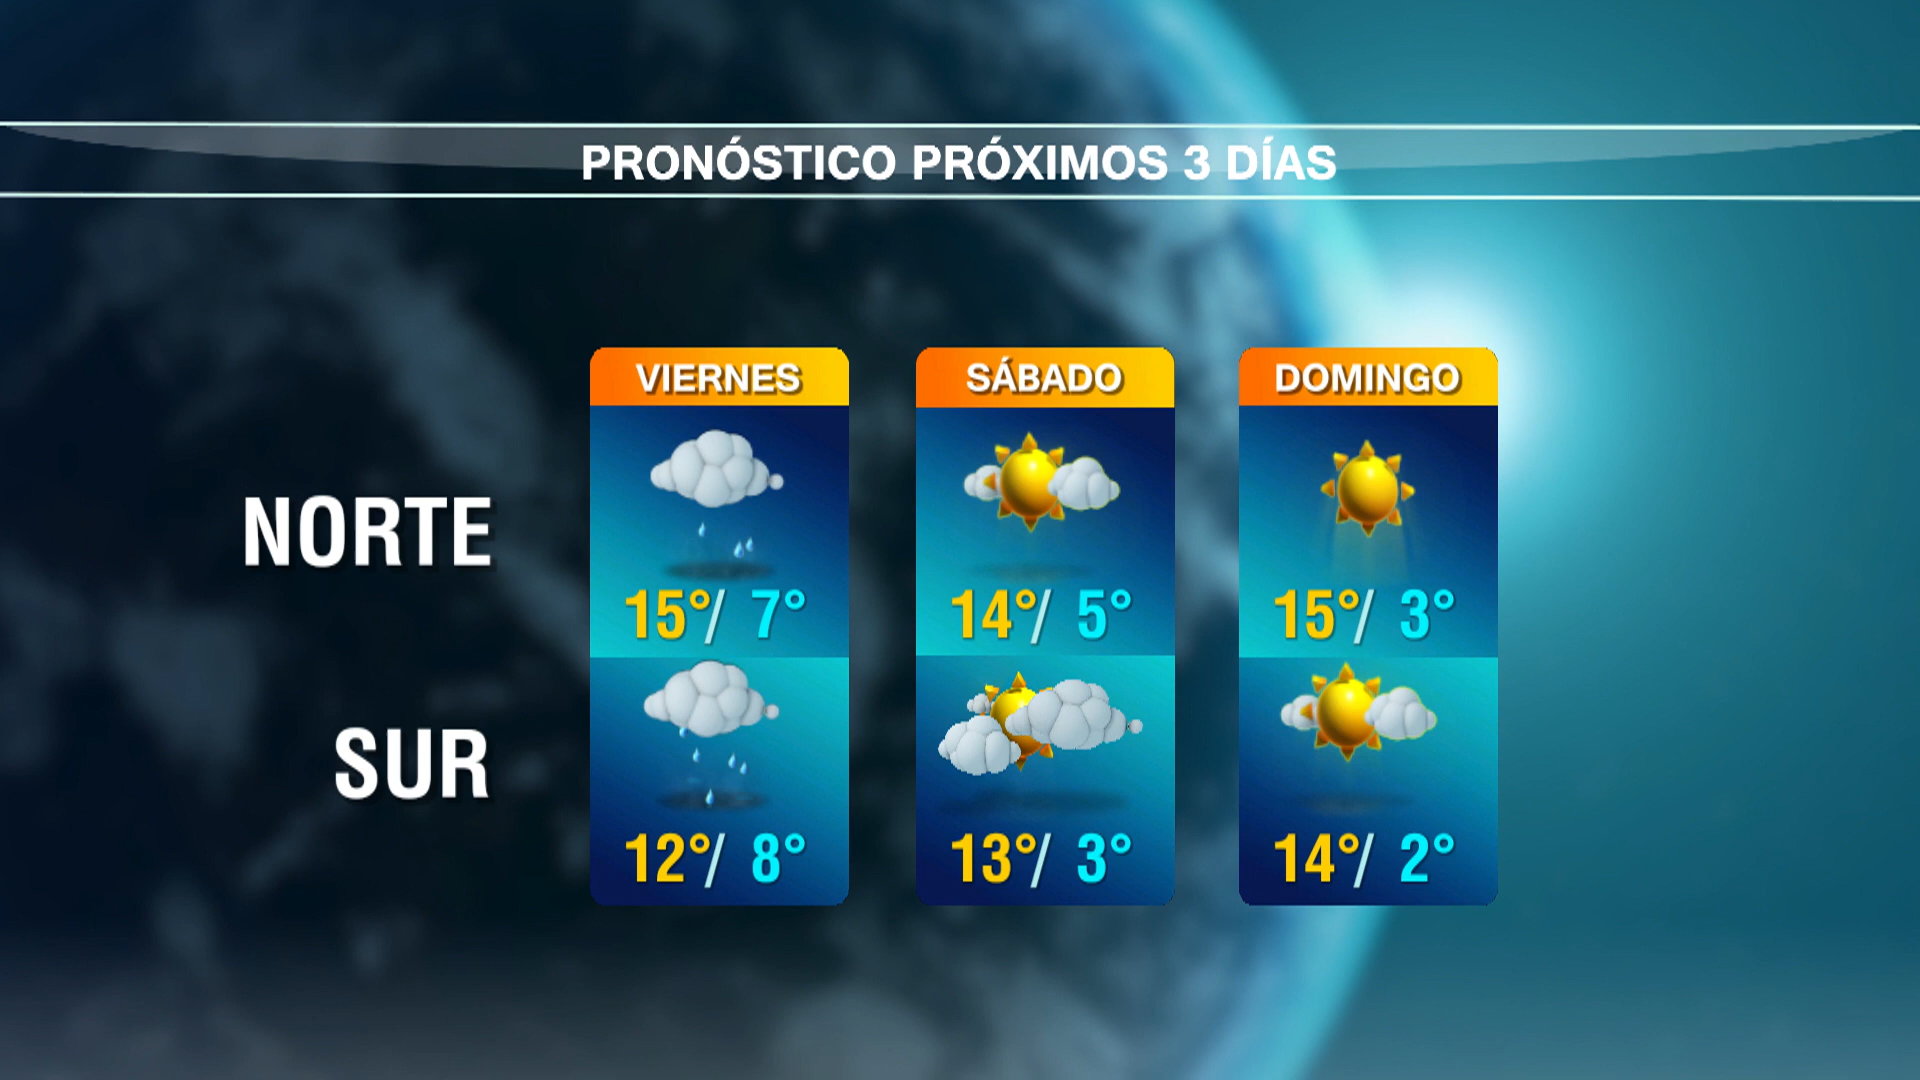 PRONÓSTICO PRÓXIMOS 3 DÍAS
VIERNES SÁBADO DOMINGO
NORTE
15°/ 7° 14°/ 5° 15°/ 3°
SUR
12°/ 8° 13°/ 3° 14°/ 2°